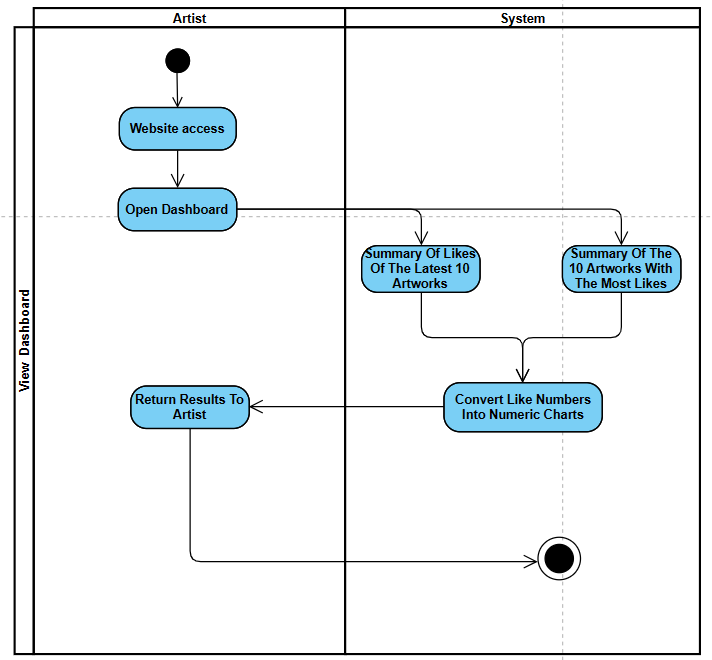 Artist
System
View Dashboard
Website access
Open Dashboard
Summary Of Likes
Of The Latest 10
Artworks
Summary Of The
10 Artworks With
The Most Likes
Return Results To
Artist
Convert Like Numbers
Into Numeric Charts